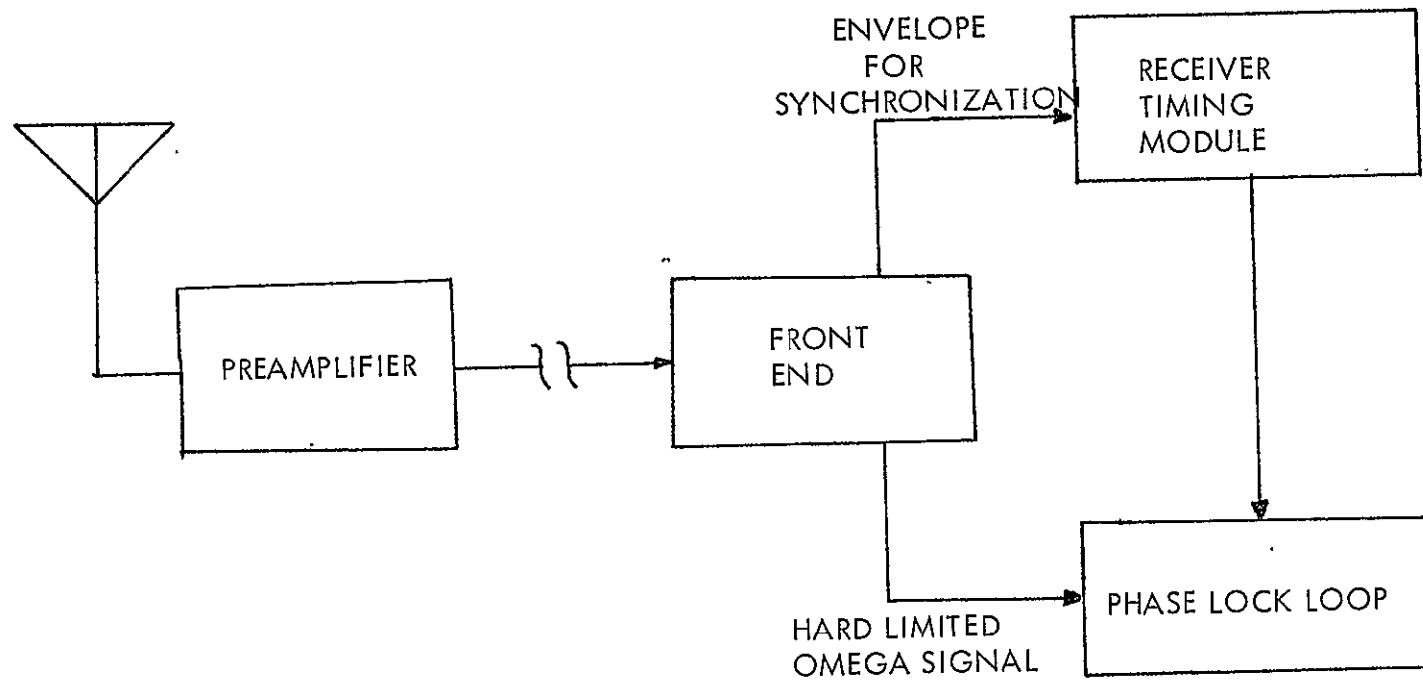 ENVELOPE
FOR
SYNCHRONIZATION
RECEIVER
TIMING
MODULE
PREAMPLIFIER
FRONT
END
PHASE LOCK LOOP
HARD LIMITED
OMEGA SIGNAL